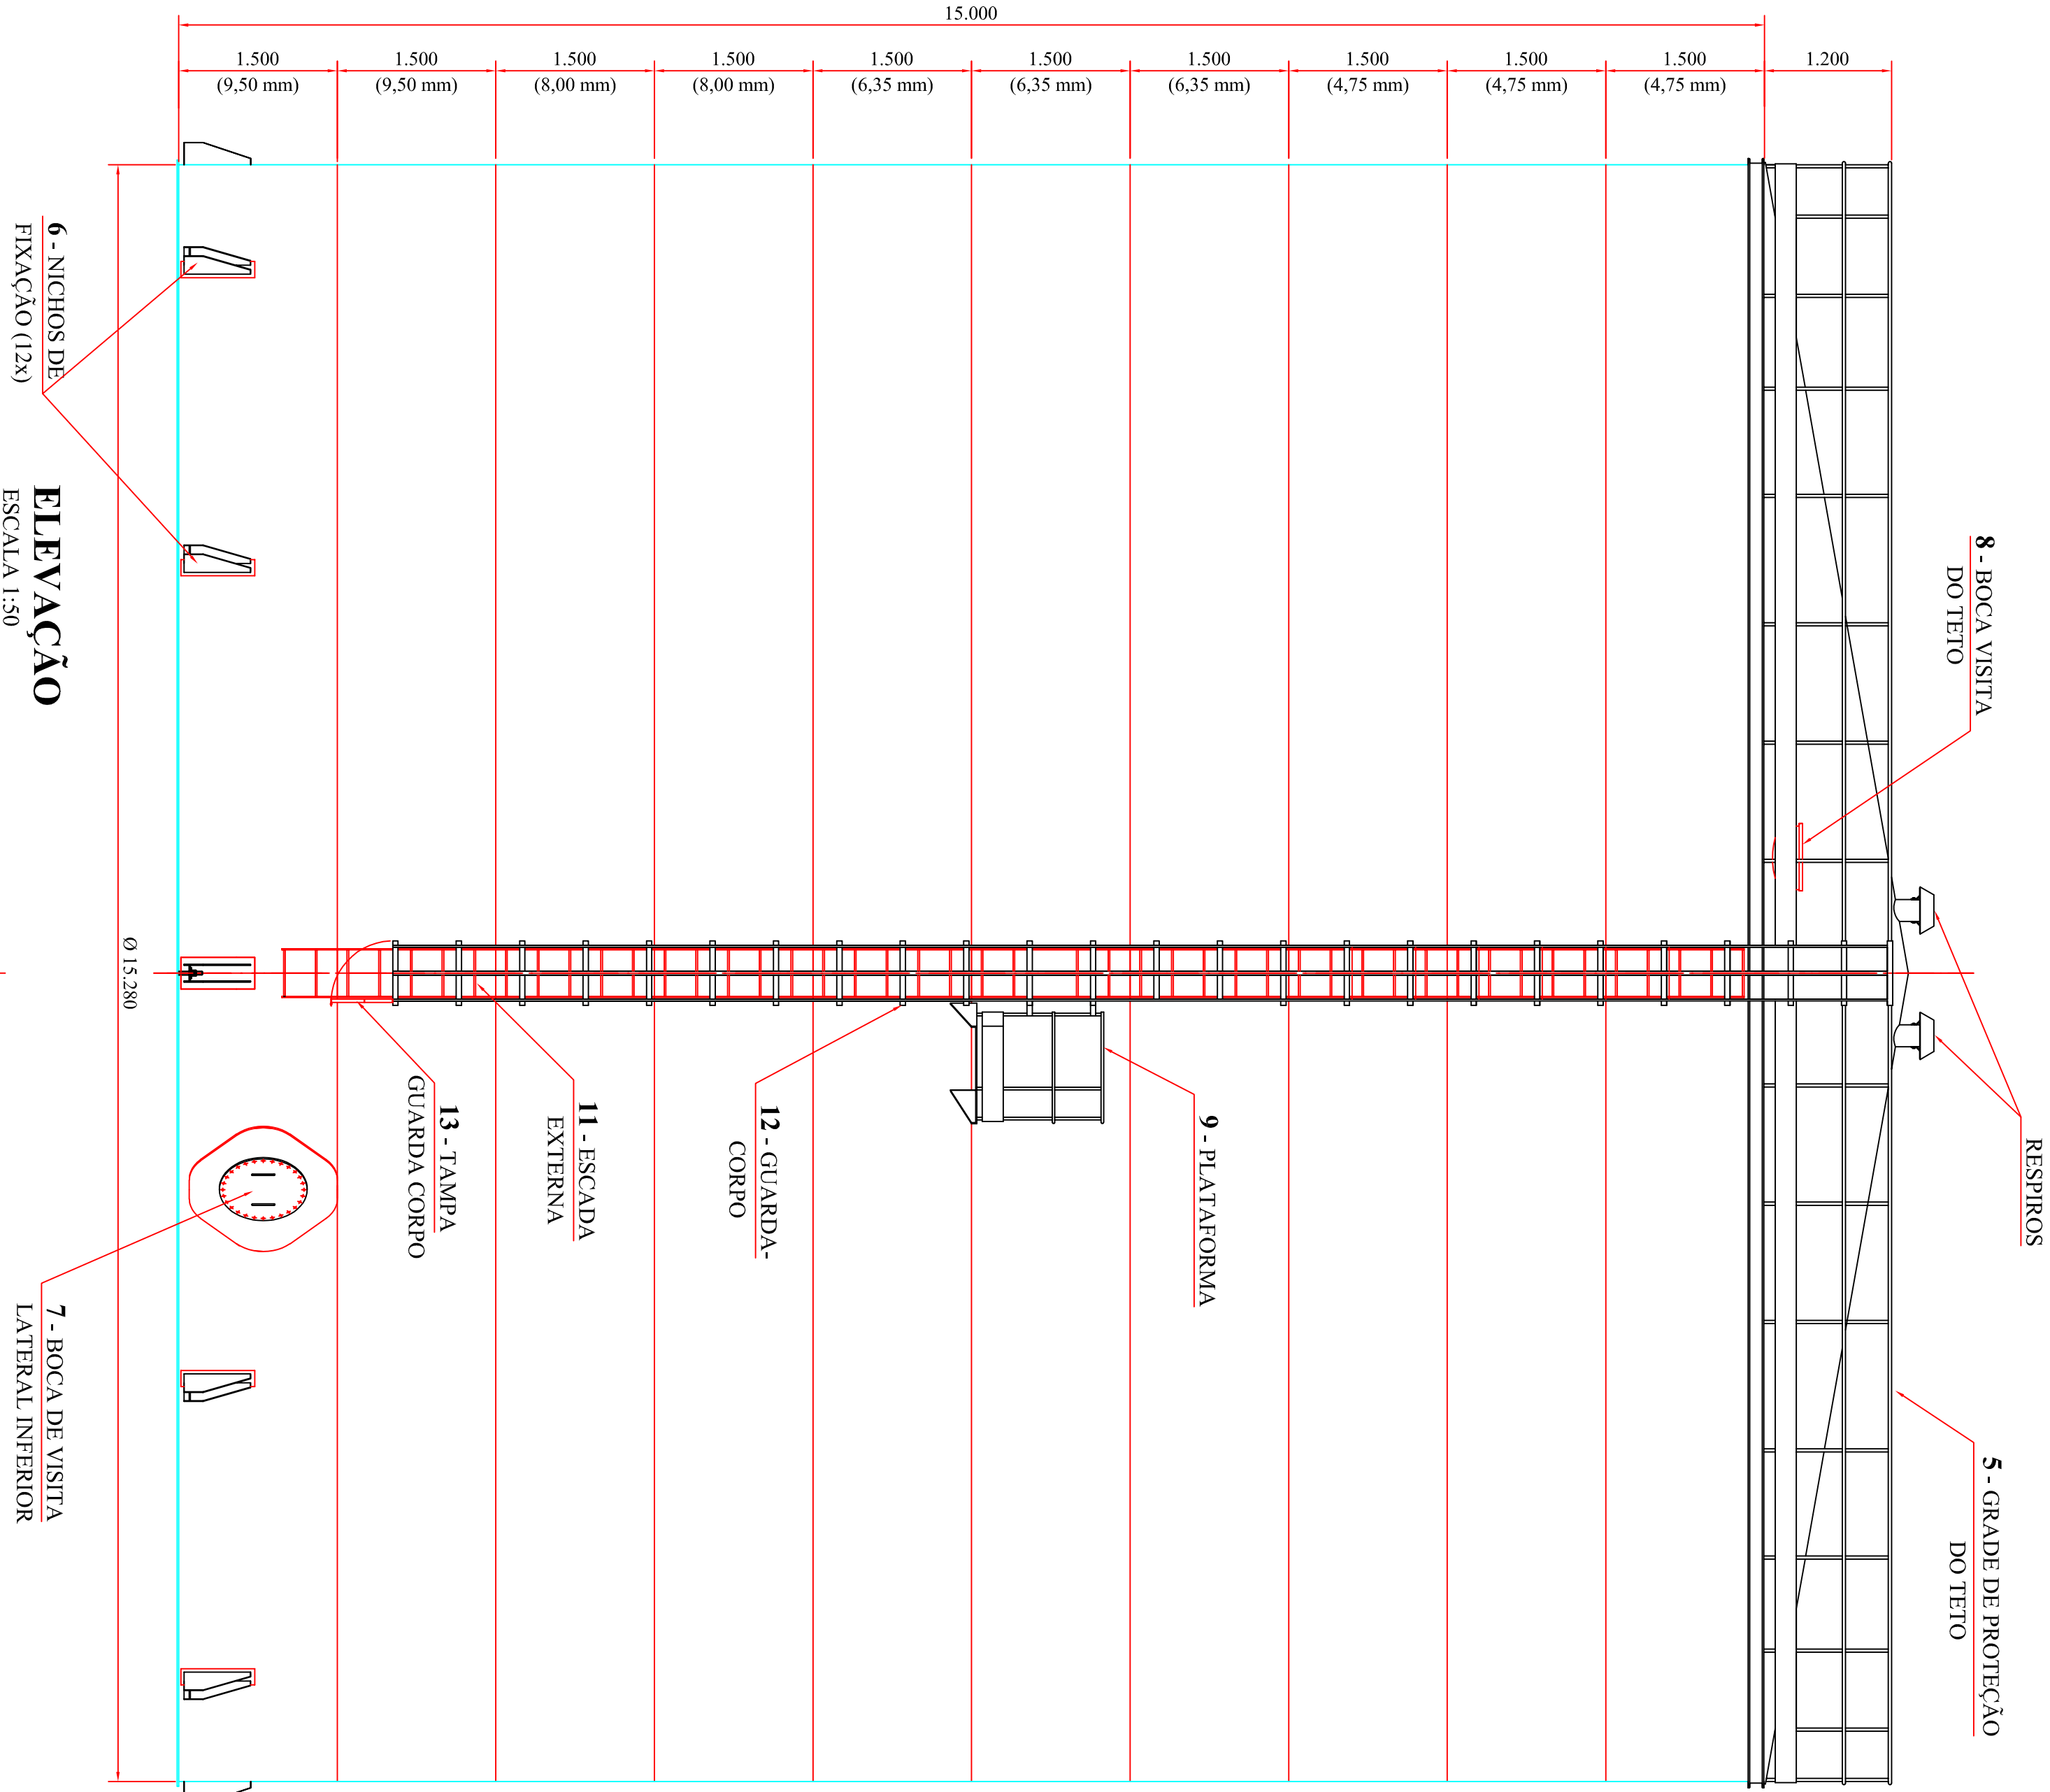 15.000
1.500
(9,50 mm)
1.500
(9,50 mm)
1.500
(8,00 mm)
1.500
(8,00 mm)
1.500
(6,35 mm)
1.500
(6,35 mm)
1.500
(6,35 mm)
1.500
(4,75 mm)
1.500
(4,75 mm)
1.500
(4,75 mm)
1.200
RESPIROS
8 - BOCA VISITA
DO TETO
5 - GRADE DE PROTEÇÃO
DO TETO
9 - PLATAFORMA
12 - GUARDA-
CORPO
11 - ESCADA
EXTERNA
13 - TAMPA
GUARDA CORPO
Ø 15.280
6 - NICHOS DE
FIXAÇÃO (12x)
7 - BOCA DE VISITA
LATERAL INFERIOR
ELEVAÇÃO
ESCALA 1:50